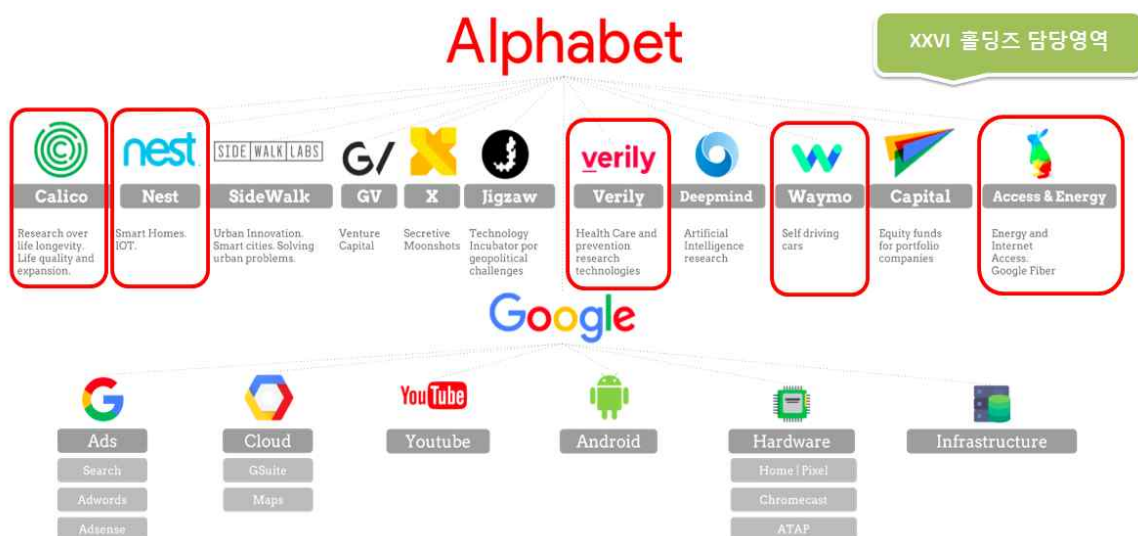 Alphabet
XXVI 홀딩즈 담당영역
nest
SIDE WALK LABS
G/
verily
Calico
Nest
SideWalk
GV
X
Jigzaw
Verily
Deepmind
Waymo
Capital
Access & Energy
Research over
life longevity.
Life quality and
expansion.
Smart Homes.
IOT.
Urban Innovation.
Smart cities. Solving
urban problems.
Venture
Capital
Secretive
Moonshots
Technology
Incubator por
geopolitical
challenges
Health Care and
prevention
research
technologies
Artificial
Intelligence
research
Self driving
cars
Equity funds
for portfolio
companies
Energy and
Internet
Access.
Google Fiber
Google
G
YouTube
Ads
Cloud
Youtube
Android
Hardware
Infrastructure
Search
GSuite
Home | Pixel
Adwords
Maps
Chromecast
Adsense
ATAP